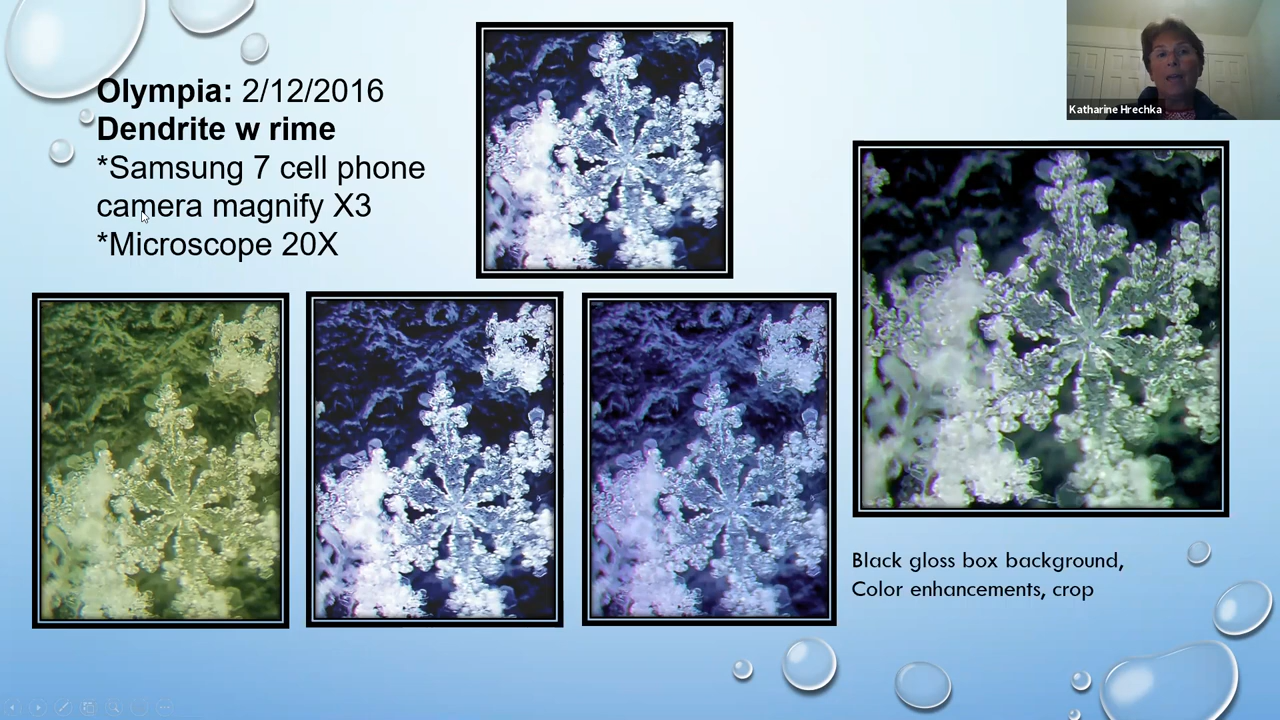 Olympia: 2/12/2016
Dendrite w rime
*Samsung 7 cell phone
camera magnify X3
*Microscope 20X
Katharine Hrechka
Black gloss box background,
Color enhancements, crop